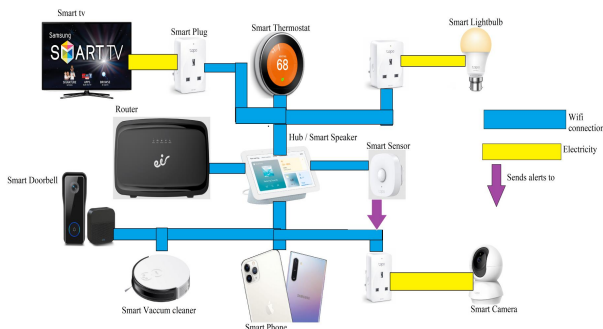 Smart tv
Smart Plug
Smart Thermostat
Smart Lightbulb
Samsung
SMART TV
68
Router
Hub / Smart Speaker
Smart Sensor
Wifi
connection
eir
Electricity
Smart Doorbell
Sends alerts to
Smart Vaccum cleaner
Smart Phone
Smart Camera